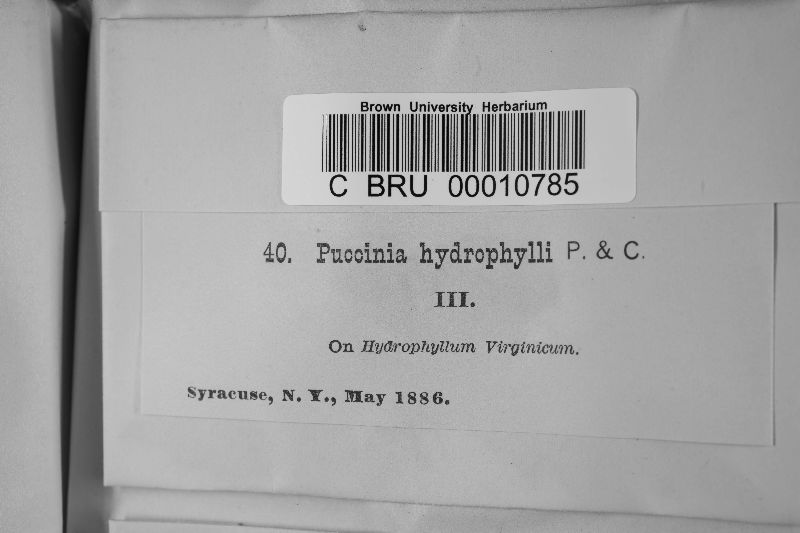 Brown University Herbarium
C BRU 00010785
40. Puccinia hydrophylli P. & C.
III.
On Hydrophyllum Virginicum.
Syracuse, N. Y., May 1886.